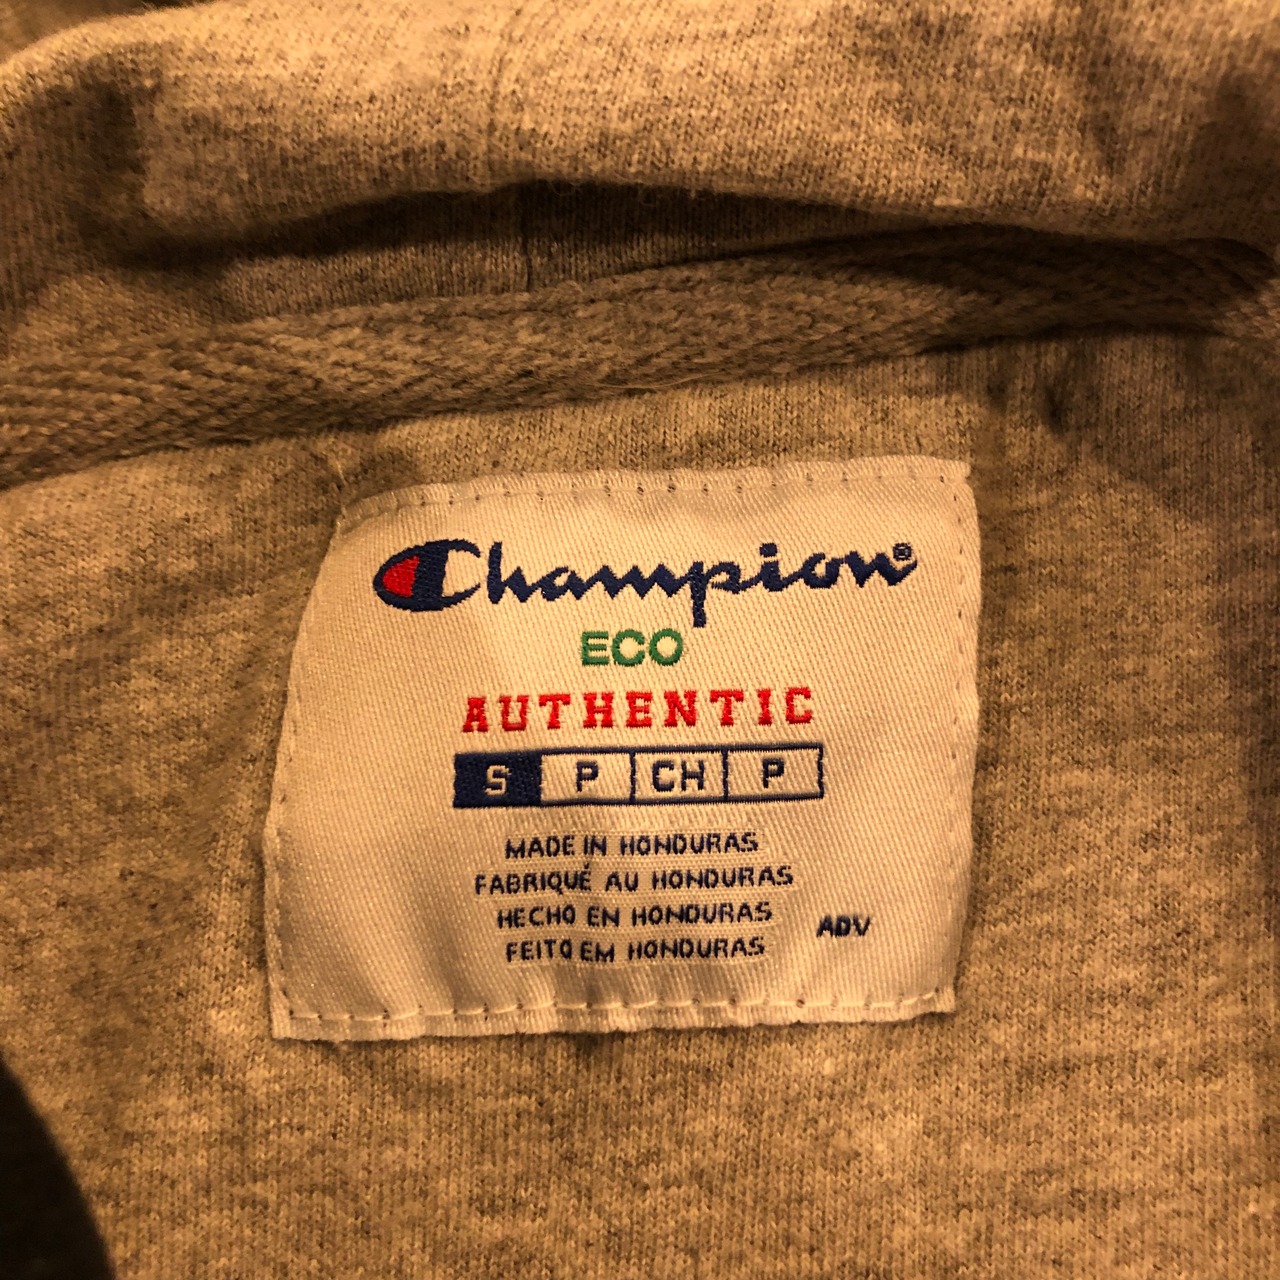 Champion®
ECO
AUTHENTIC
S P CH P
MADE IN HONDURAS
FABRIQUÉ AU HONDURAS
HECHO EN HONDURAS
FEITO EM HONDURAS
ADV